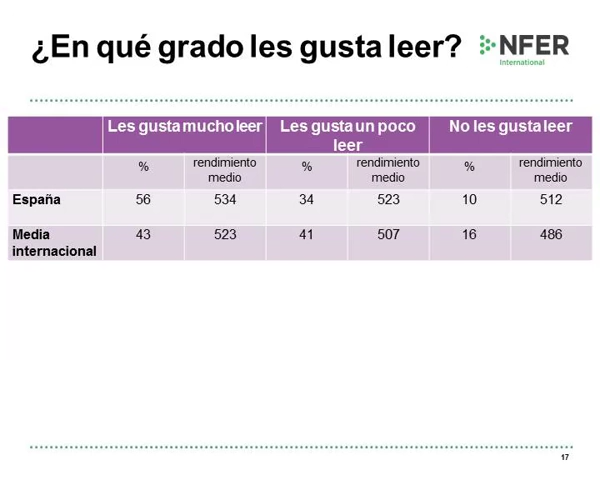 ¿En qué grado les gusta leer?
NFER
International
Les gusta mucho leer Les gusta un poco leer No les gusta leer
% rendimiento medio % rendimiento medio % rendimiento medio
España 56 534 34 523 10 512
Media internacional 43 523 41 507 16 486
17